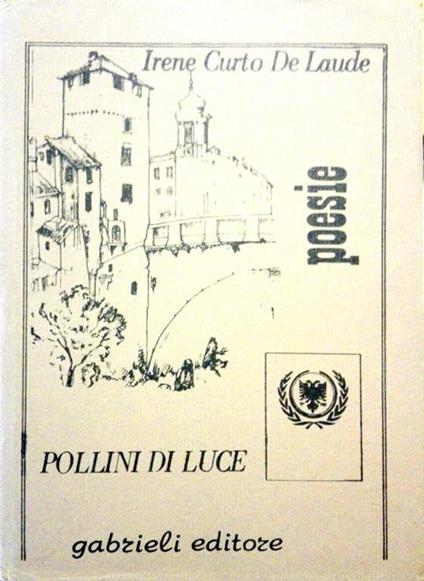 Irene Curto De Laude
poesie
POLLINI DI LUCE
gabrieli editore